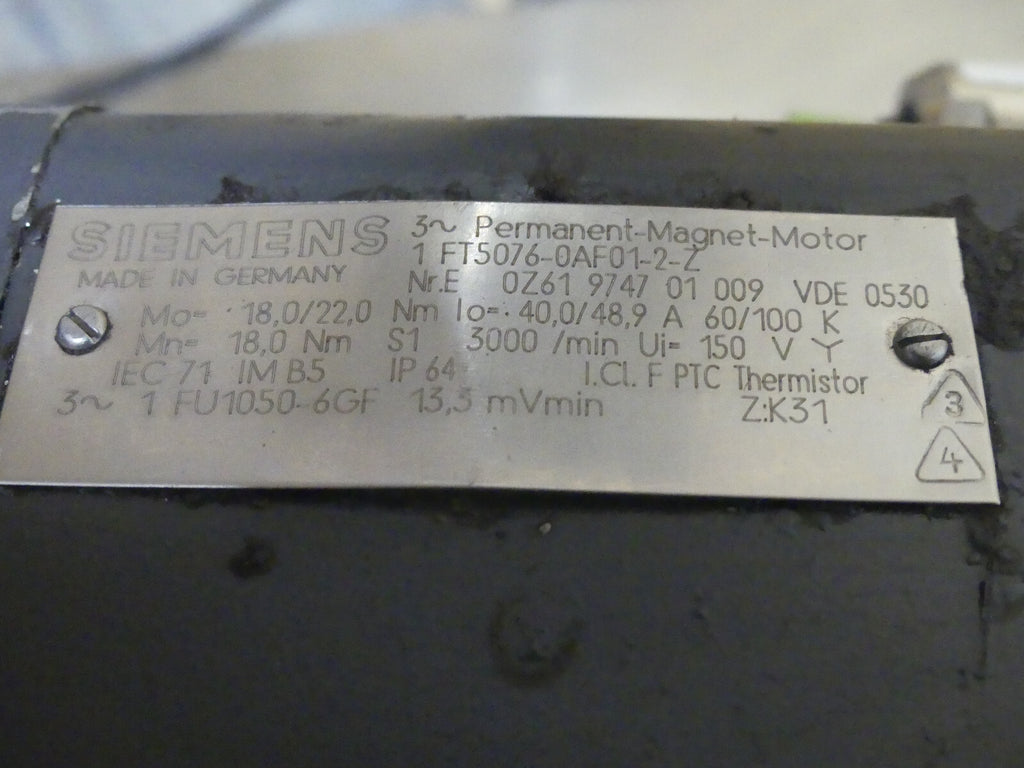 SIEMENS 3~ Permanent-Magnet-Motor
1 FT5076-0AF01-2-Z
MADE IN GERMANY Nr.E 0Z61 9747 01 009 VDE 0530
Mo= 18,0/22,0 Nm Io= 40,0/48,9 A 60/100 K
Mn= 18,0 Nm S1 3000 /min Ui= 150 V Y
IEC 71 IM B5 IP 64 I.Cl. F PTC Thermistor
3~ 1 FU1050-6GF 13,5 mVmin Z:K31
3
4